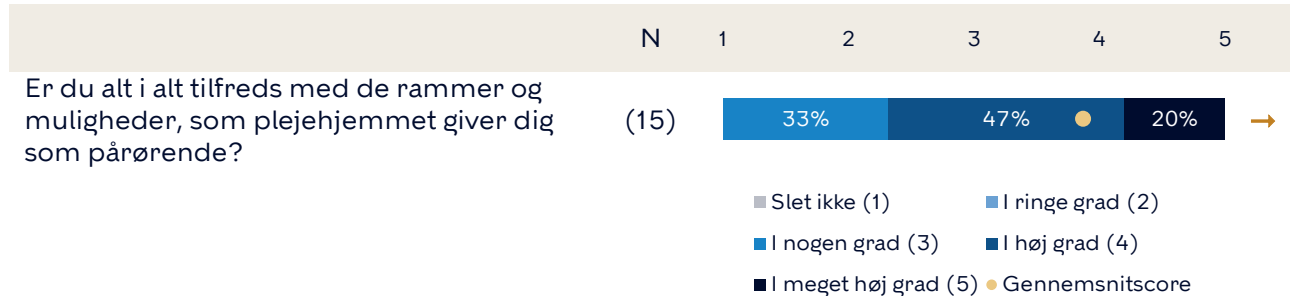 N 1 2 3 4 5
Er du alt i alt tilfreds med de rammer og
muligheder, som plejehjemmet giver dig
som pårørende?
(15) 33% 47% 20%
Slet ikke (1) I ringe grad (2)
I nogen grad (3) I høj grad (4)
I meget høj grad (5) Gennemsnitscore